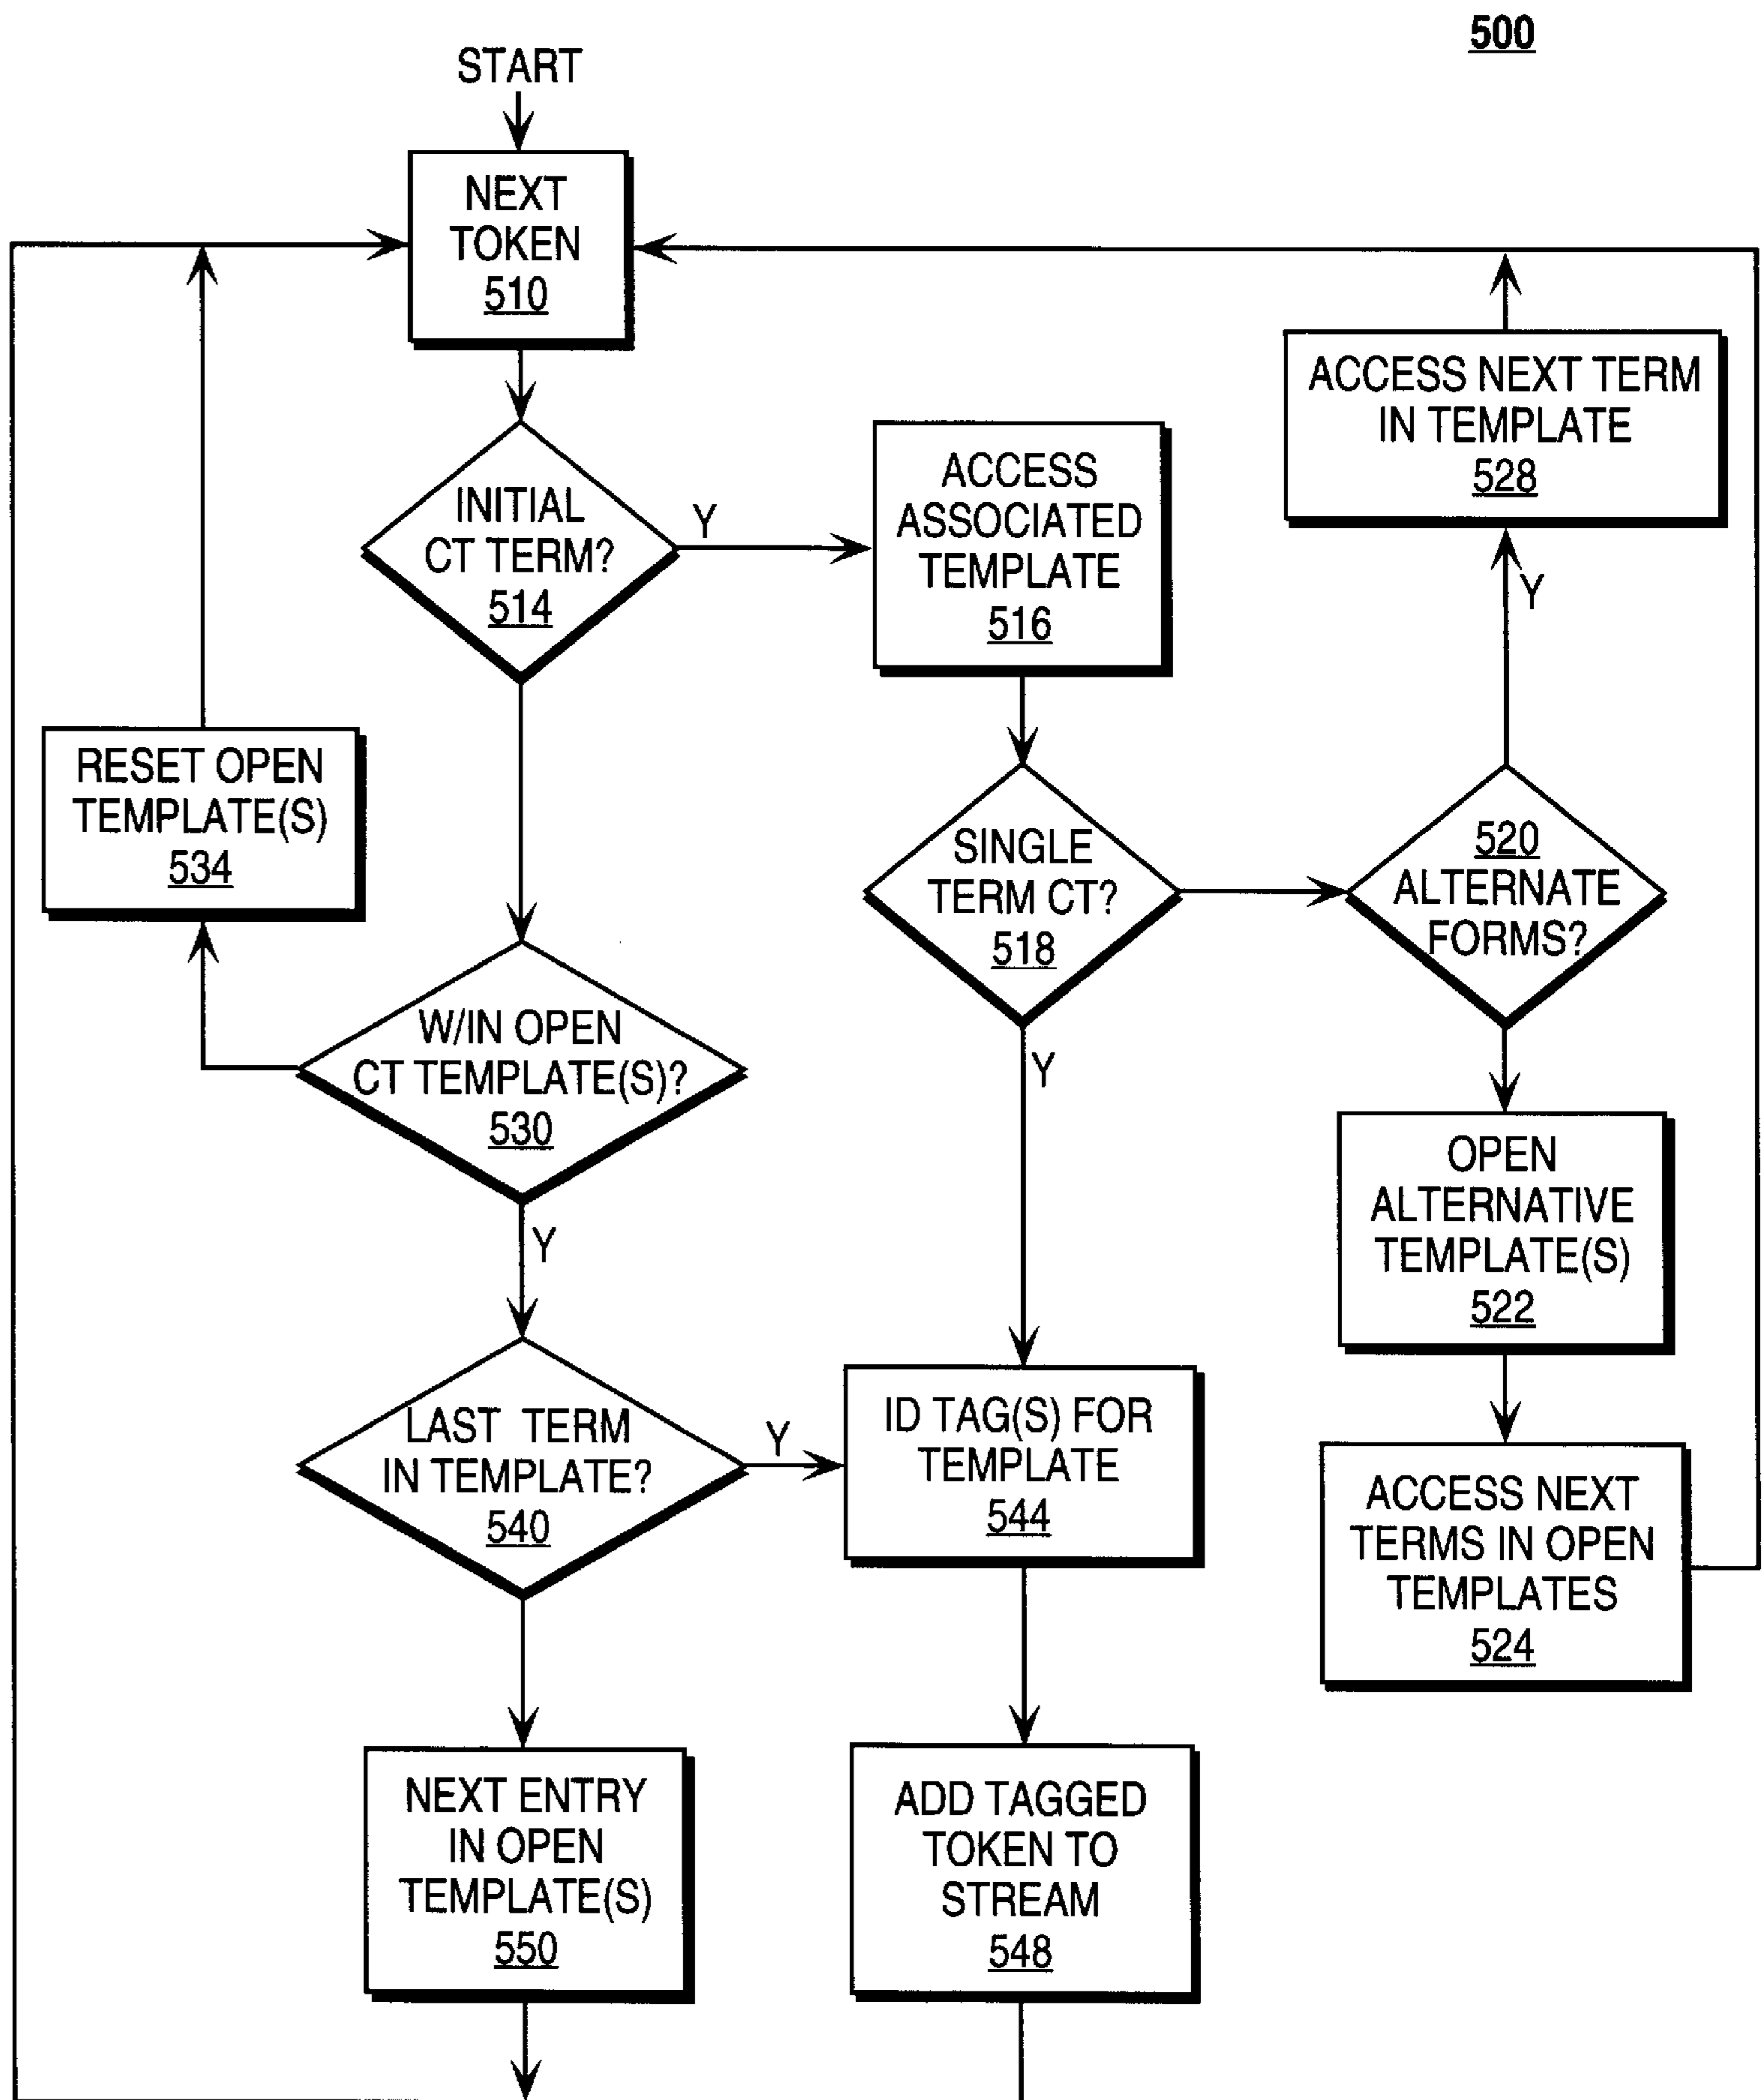 500
START
NEXT
TOKEN
510
INITIAL
CT TERM?
514
Y
ACCESS
ASSOCIATED
TEMPLATE
516
ACCESS NEXT TERM
IN TEMPLATE
528
Y
RESET OPEN
TEMPLATE(S)
534
SINGLE
TERM CT?
518
Y
520
ALTERNATE
FORMS?
W/IN OPEN
CT TEMPLATE(S)?
530
Y
OPEN
ALTERNATIVE
TEMPLATE(S)
522
LAST TERM
IN TEMPLATE?
540
Y
ID TAG(S) FOR
TEMPLATE
544
ACCESS NEXT
TERMS IN OPEN
TEMPLATES
524
NEXT ENTRY
IN OPEN
TEMPLATE(S)
550
ADD TAGGED
TOKEN TO
STREAM
548